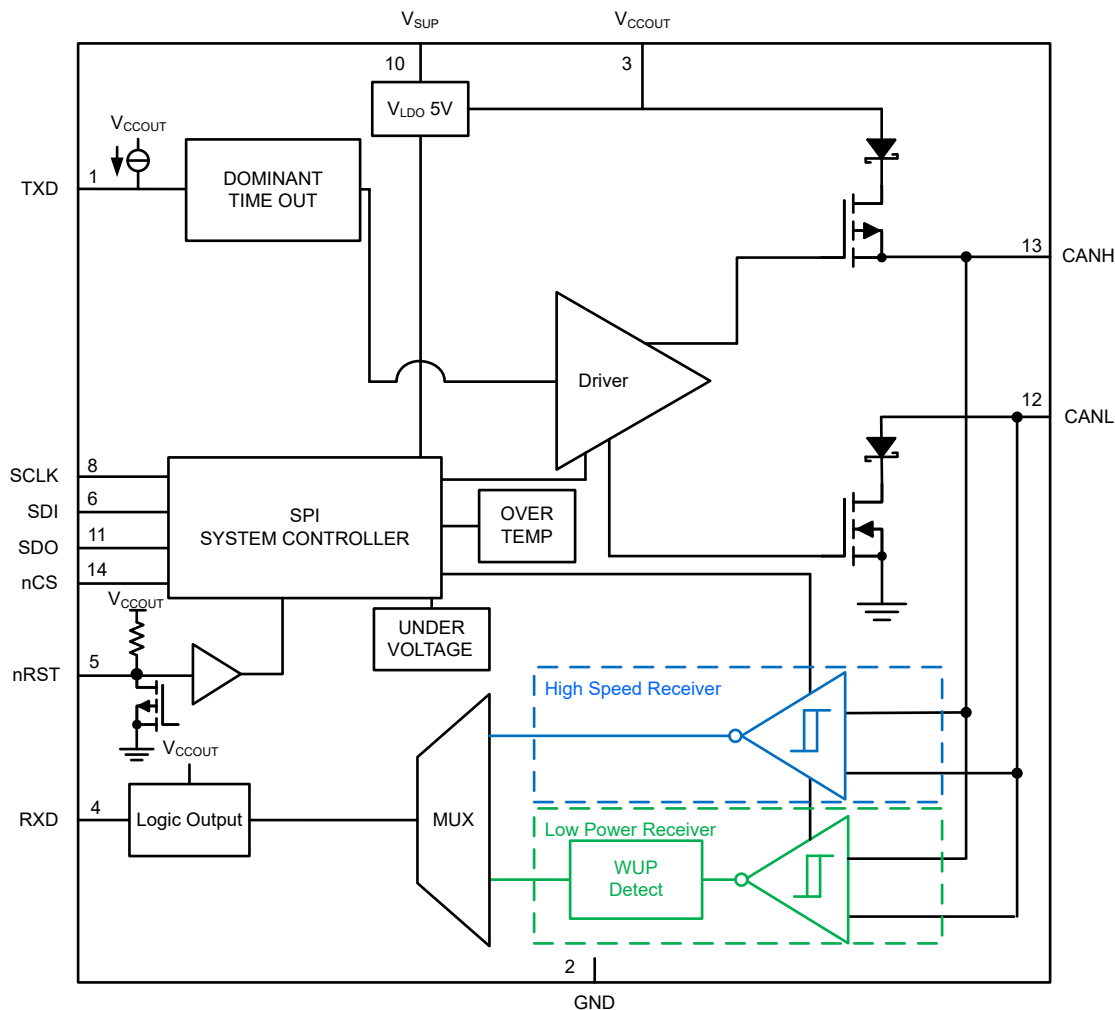 VSUP
VCCOUT
10
3
VLDO 5V
VCCOUT
TXD
1
DOMINANT
TIME OUT
13
CANH
Driver
12
CANL
SCLK
8
SDI
6
SDO
11
nCS
14
SPI
SYSTEM CONTROLLER
OVER
TEMP
VCCOUT
UNDER
VOLTAGE
nRST
5
High Speed Receiver
VCCOUT
RXD
4
Logic Output
MUX
Low Power Receiver
WUP
Detect
2
GND